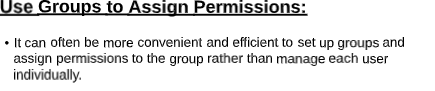 Use Groups to Assign Permissions:
• It can often be more convenient and efficient to set up groups and
assign permissions to the group rather than manage each user
individually.